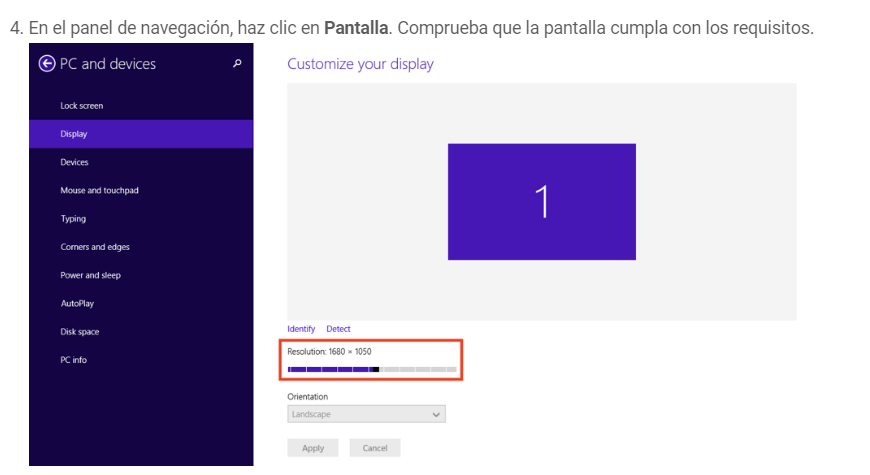 4. En el panel de navegación, haz clic en Pantalla. Comprueba que la pantalla cumpla con los requisitos.
PC and devices
Lock screen
Display
Devices
Mouse and touchpad
Typing
Corners and edges
Power and sleep
AutoPlay
Disk space
PC info
Customize your display
1
Identify Detect
Resolution: 1680 × 1050
Orientation
Landscape
Apply Cancel